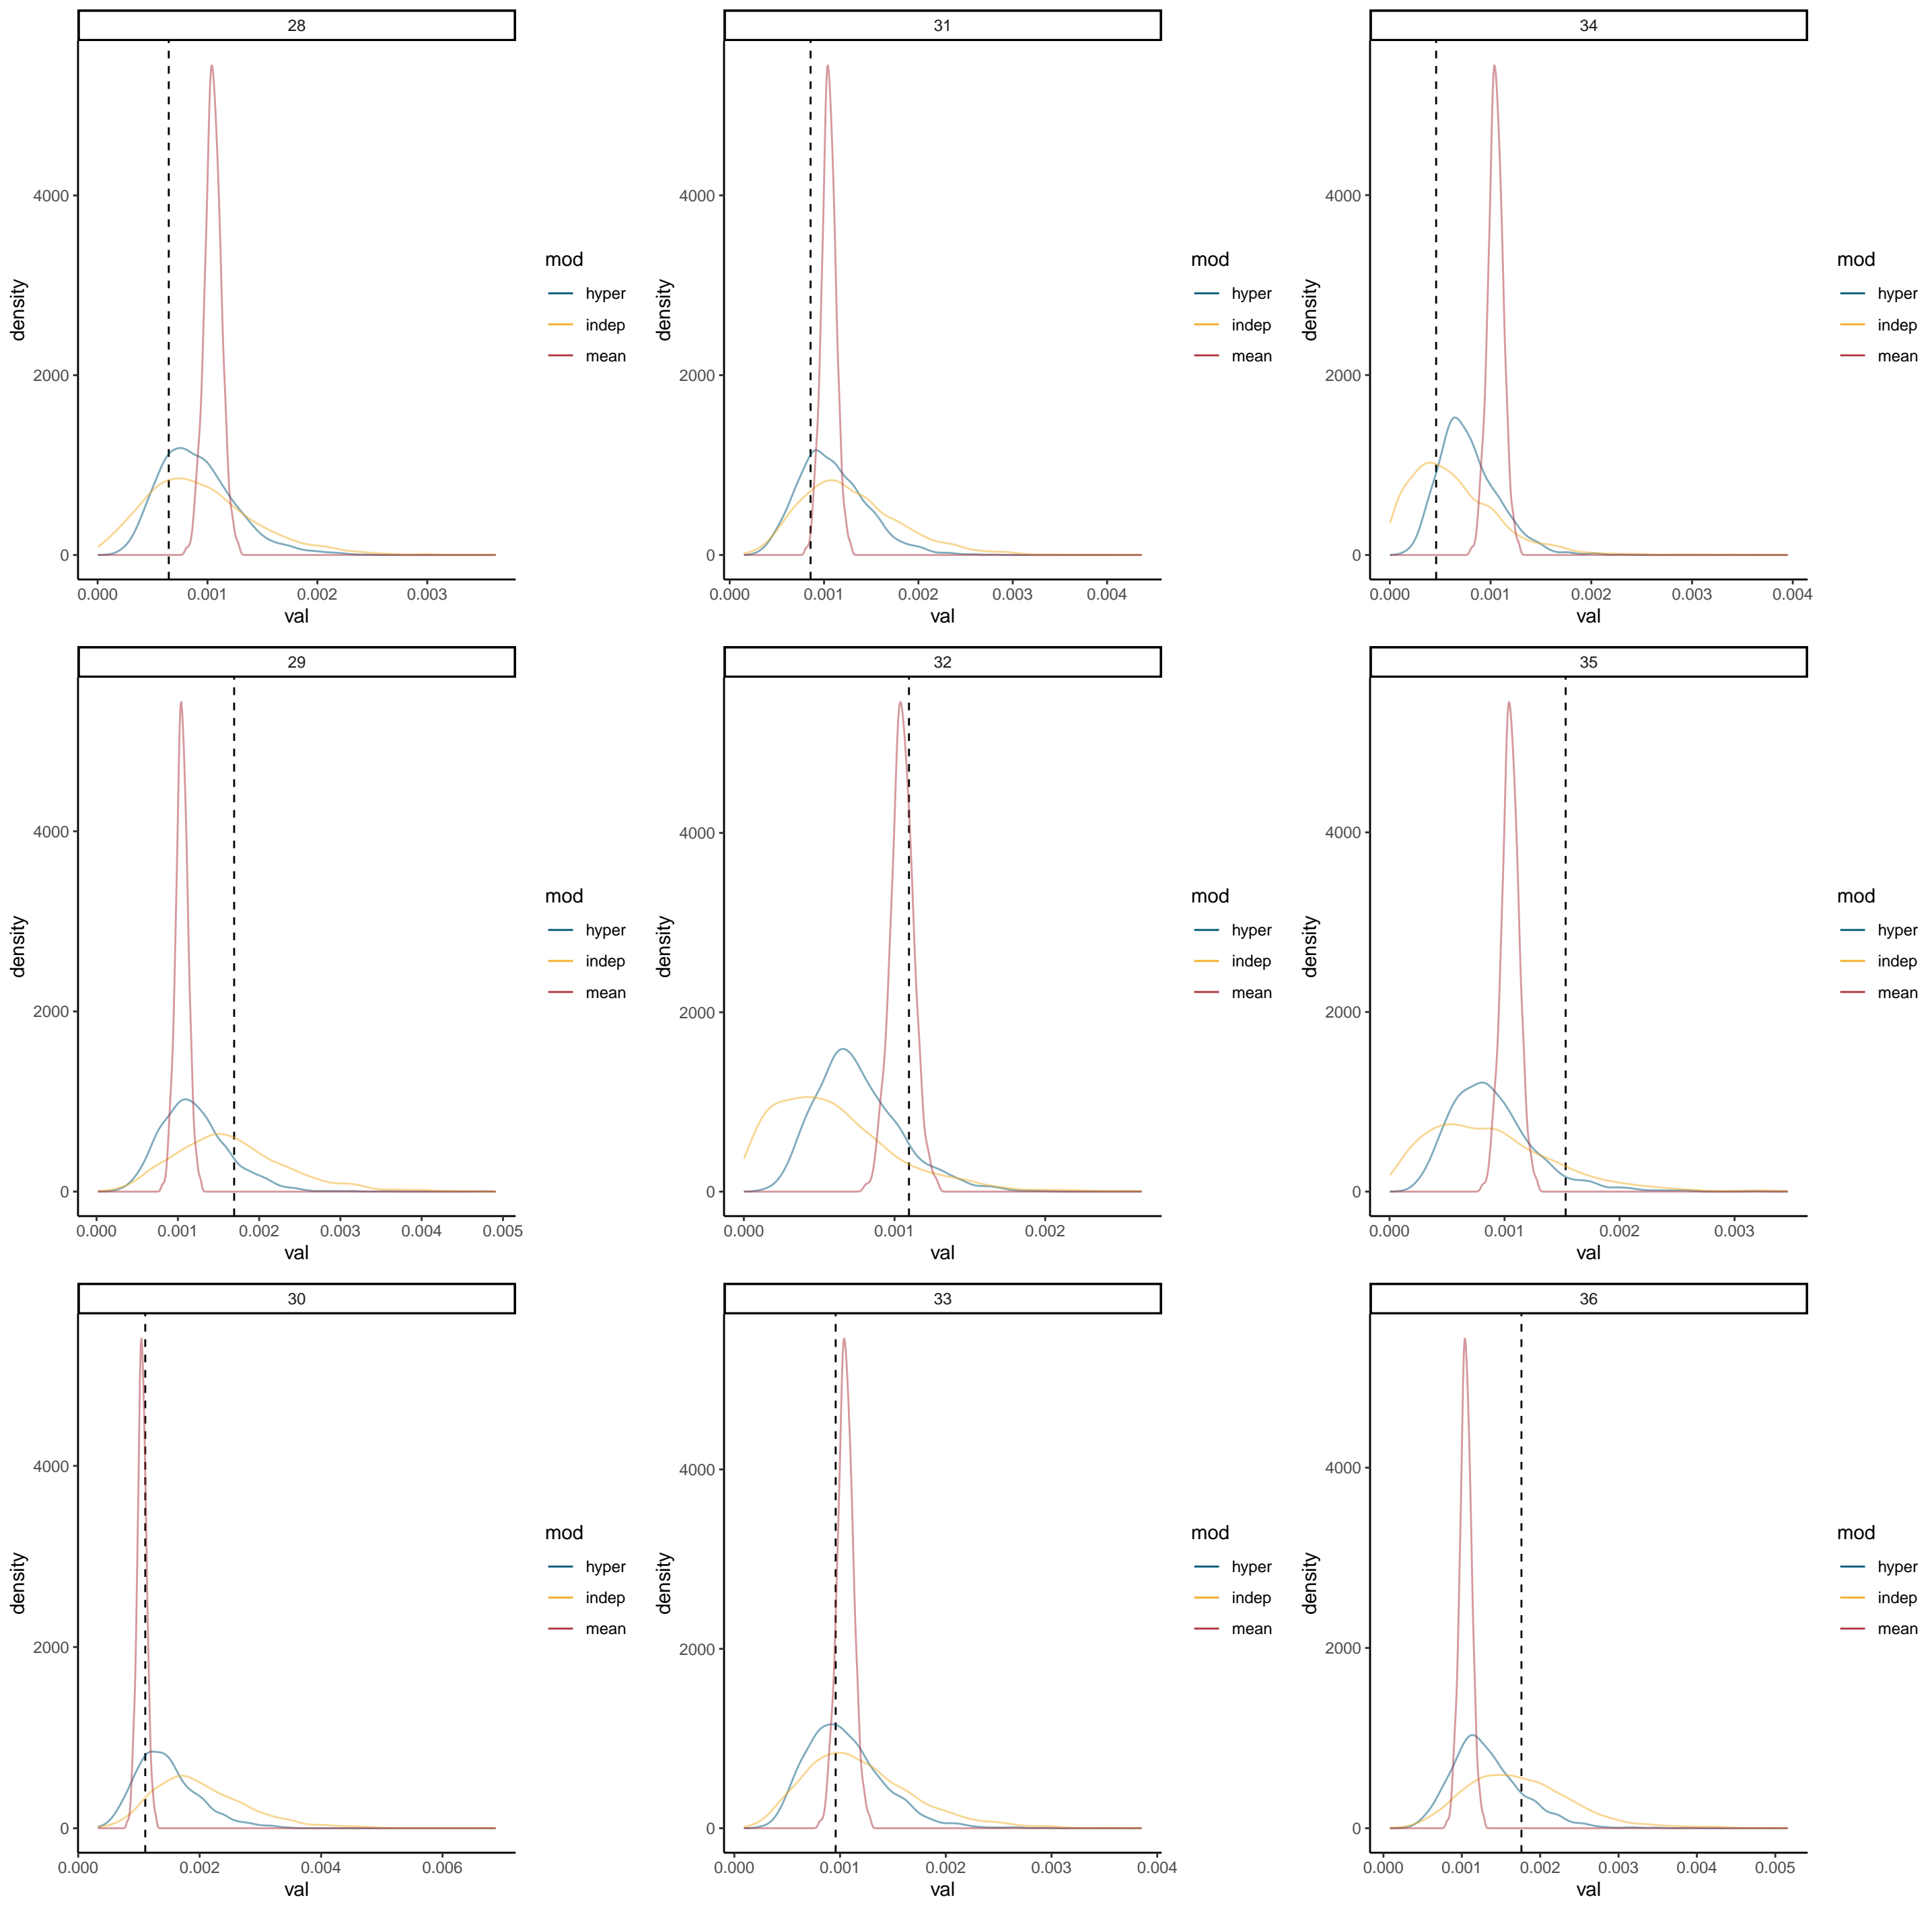 28
density
4000
2000
0
0.000 0.001 0.002 0.003
val
mod
hyper
indep
mean
31
density
4000
2000
0
0.000 0.001 0.002 0.003 0.004
val
mod
hyper
indep
mean
34
density
4000
2000
0
0.000 0.001 0.002 0.003 0.004
val
mod
hyper
indep
mean
29
density
4000
2000
0
0.000 0.001 0.002 0.003 0.004 0.005
val
mod
hyper
indep
mean
32
density
4000
2000
0
0.000 0.001 0.002
val
mod
hyper
indep
mean
35
density
4000
2000
0
0.000 0.001 0.002 0.003
val
mod
hyper
indep
mean
30
density
4000
2000
0
0.000 0.002 0.004 0.006
val
mod
hyper
indep
mean
33
density
4000
2000
0
0.000 0.001 0.002 0.003 0.004
val
mod
hyper
indep
mean
36
density
4000
2000
0
0.000 0.001 0.002 0.003 0.004 0.005
val
mod
hyper
indep
mean